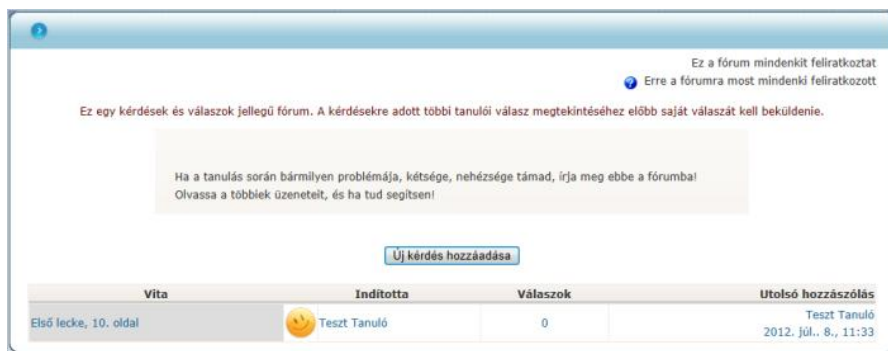 Ez a fórum mindenkit feliratkoztat
Erre a fórumra most mindenki feliratkozott
Ez egy kérdések és válaszok jellegű fórum. A kérdésekre adott többi tanulói válasz megtekintéséhez előbb saját válaszát kell beküldenie.
Ha a tanulás során bármilyen problémája, kétsége, nehézsége támad, írja meg ebbe a fórumba!
Olvassa a többiek üzeneteit, és ha tud segítsen!
Új kérdés hozzáadása
Vita Indította Válaszok Utolsó hozzászólás
Első lecke, 10. oldal Teszt Tanuló 0 Teszt Tanuló
2012. júl.. 8., 11:33